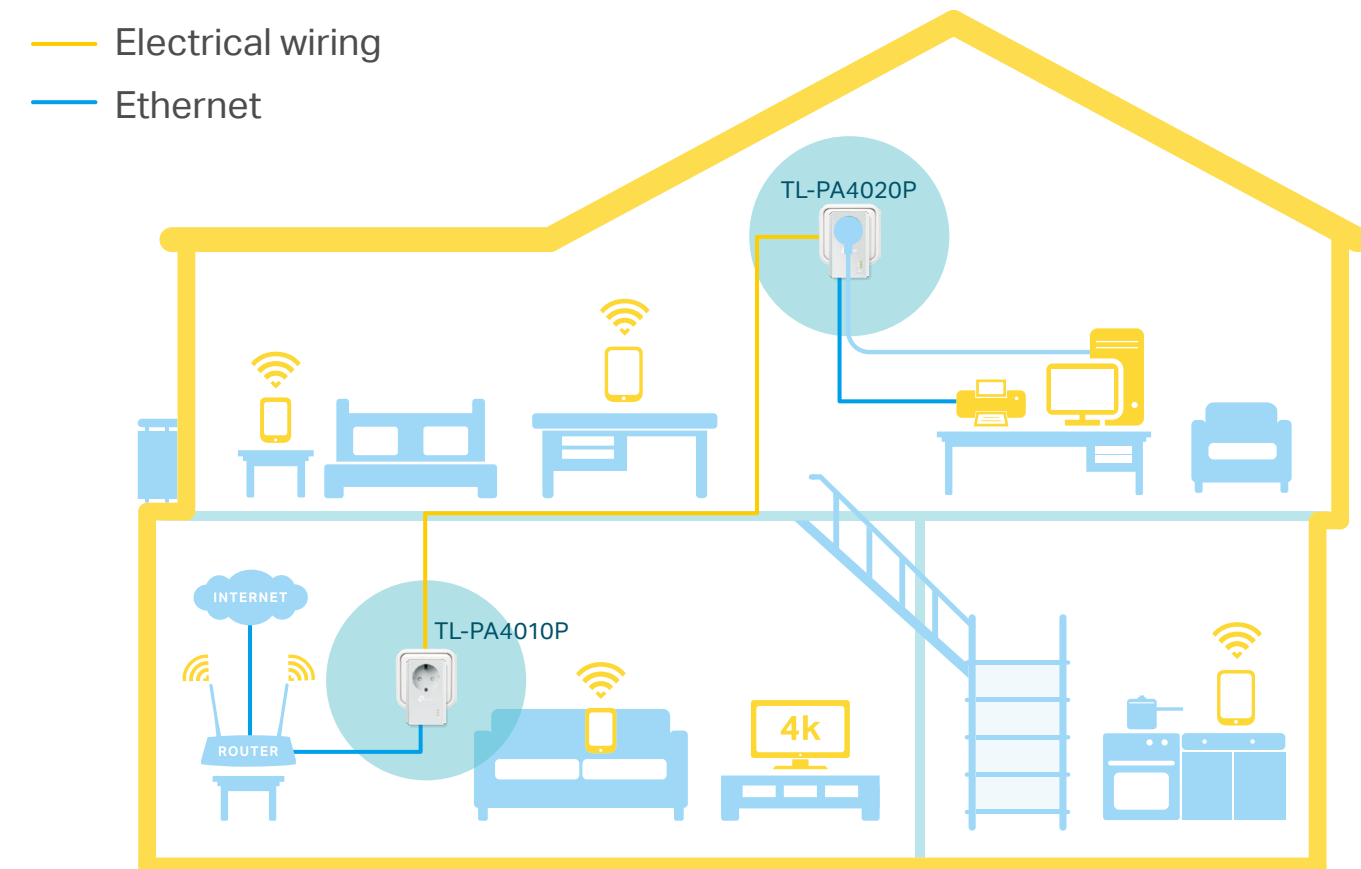 Electrical wiring
Ethernet
TL-PA4020P
INTERNET
TL-PA4010P
4k
ROUTER